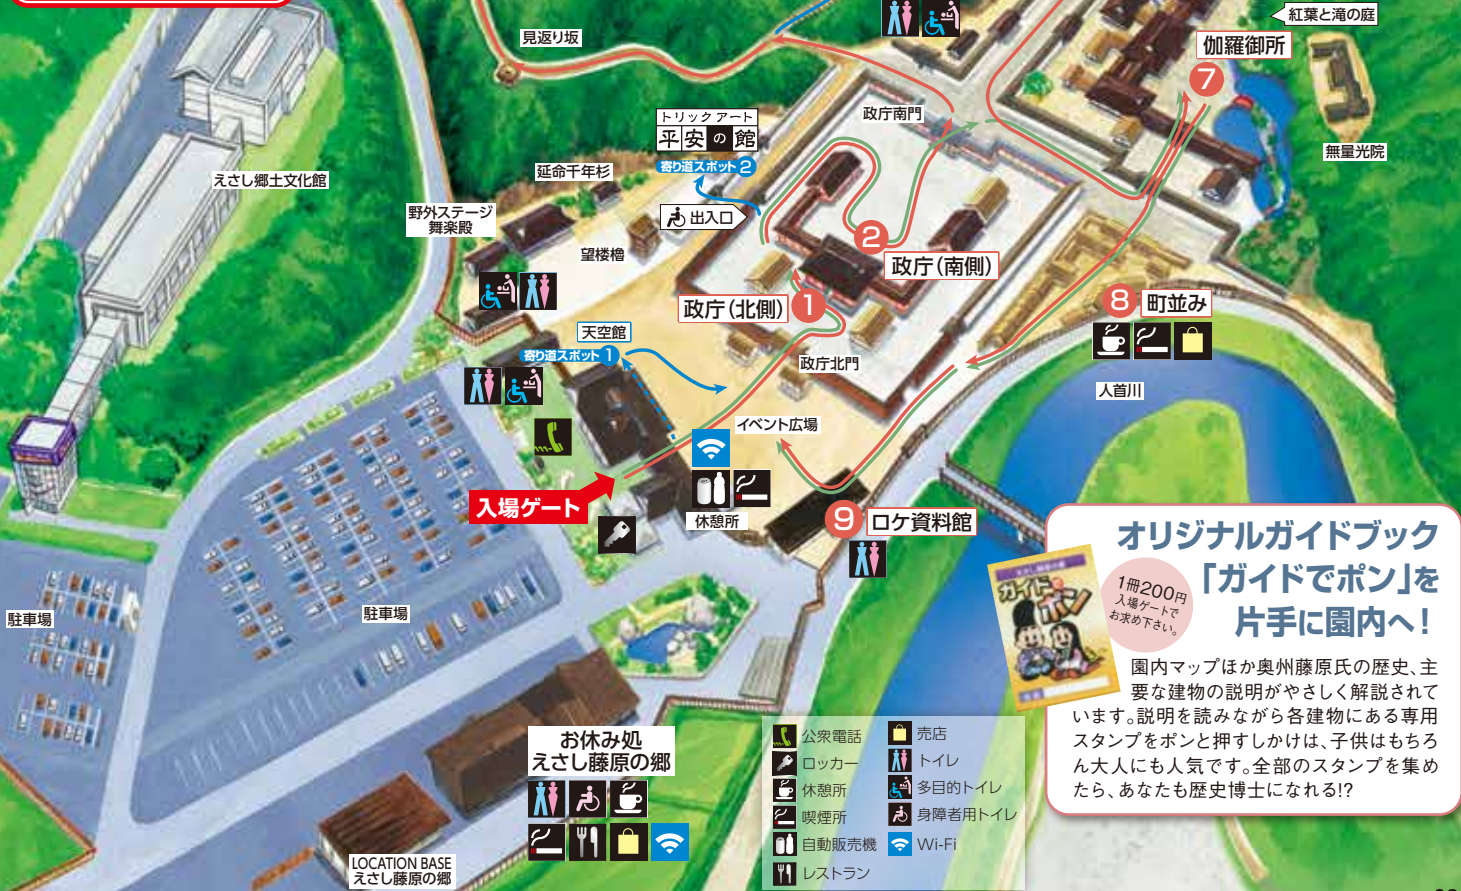 紅葉と滝の庭
見返り坂
伽羅御所
7
トリックアート
平安の館
寄り道スポット2
政庁南門
無量光院
延命千年杉
えさし郷土文化館
野外ステージ
舞楽殿
出入口
望楼櫓
2
政庁(南側)
政庁(北側)
1
8
町並み
天空館
寄り道スポット1
政庁北門
人首川
イベント広場
入場ゲート
休憩所
9
ロケ資料館
駐車場
駐車場
オリジナルガイドブック
「ガイドでポン」を
片手に園内へ!
1冊200円
入場ゲートで
お求め下さい。
園内マップほか奥州藤原氏の歴史、主
要な建物の説明がやさしく解説されて
います。説明を読みながら各建物にある専用
スタンプをポンと押すしかけは、子供はもちろ
ん大人にも人気です。全部のスタンプを集め
たら、あなたも歴史博士になれる!?
お休み処
えさし藤原の郷
LOCATION BASE
えさし藤原の郷
公衆電話
ロッカー
休憩所
喫煙所
自動販売機
レストラン
売店
トイレ
多目的トイレ
身障者用トイレ
Wi-Fi